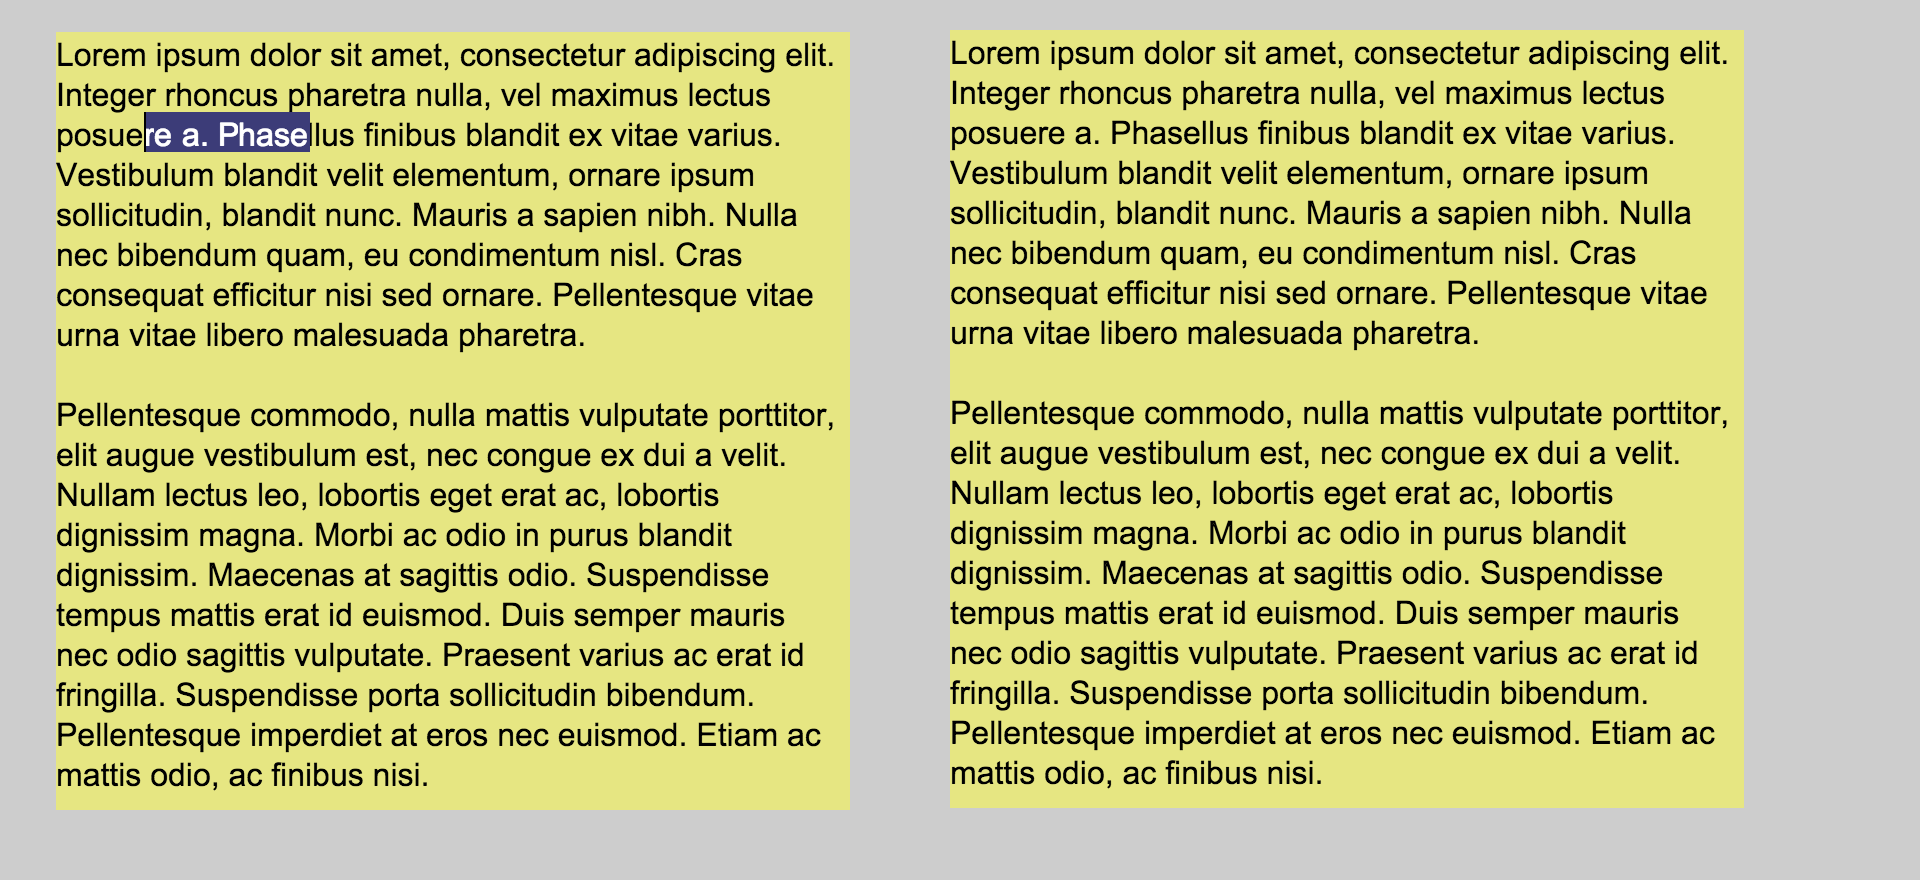 Lorem ipsum dolor sit amet, consectetur adipiscing elit.
Integer rhoncus pharetra nulla, vel maximus lectus
posuere a. Phasellus finibus blandit ex vitae varius.
Vestibulum blandit velit elementum, ornare ipsum
sollicitudin, blandit nunc. Mauris a sapien nibh. Nulla
nec bibendum quam, eu condimentum nisl. Cras
consequat efficitur nisi sed ornare. Pellentesque vitae
urna vitae libero malesuada pharetra.

Pellentesque commodo, nulla mattis vulputate porttitor,
elit augue vestibulum est, nec congue ex dui a velit.
Nullam lectus leo, lobortis eget erat ac, lobortis
dignissim magna. Morbi ac odio in purus blandit
dignissim. Maecenas at sagittis odio. Suspendisse
tempus mattis erat id euismod. Duis semper mauris
nec odio sagittis vulputate. Praesent varius ac erat id
fringilla. Suspendisse porta sollicitudin bibendum.
Pellentesque imperdiet at eros nec euismod. Etiam ac
mattis odio, ac finibus nisi.

Lorem ipsum dolor sit amet, consectetur adipiscing elit.
Integer rhoncus pharetra nulla, vel maximus lectus
posuere a. Phasellus finibus blandit ex vitae varius.
Vestibulum blandit velit elementum, ornare ipsum
sollicitudin, blandit nunc. Mauris a sapien nibh. Nulla
nec bibendum quam, eu condimentum nisl. Cras
consequat efficitur nisi sed ornare. Pellentesque vitae
urna vitae libero malesuada pharetra.

Pellentesque commodo, nulla mattis vulputate porttitor,
elit augue vestibulum est, nec congue ex dui a velit.
Nullam lectus leo, lobortis eget erat ac, lobortis
dignissim magna. Morbi ac odio in purus blandit
dignissim. Maecenas at sagittis odio. Suspendisse
tempus mattis erat id euismod. Duis semper mauris
nec odio sagittis vulputate. Praesent varius ac erat id
fringilla. Suspendisse porta sollicitudin bibendum.
Pellentesque imperdiet at eros nec euismod. Etiam ac
mattis odio, ac finibus nisi.